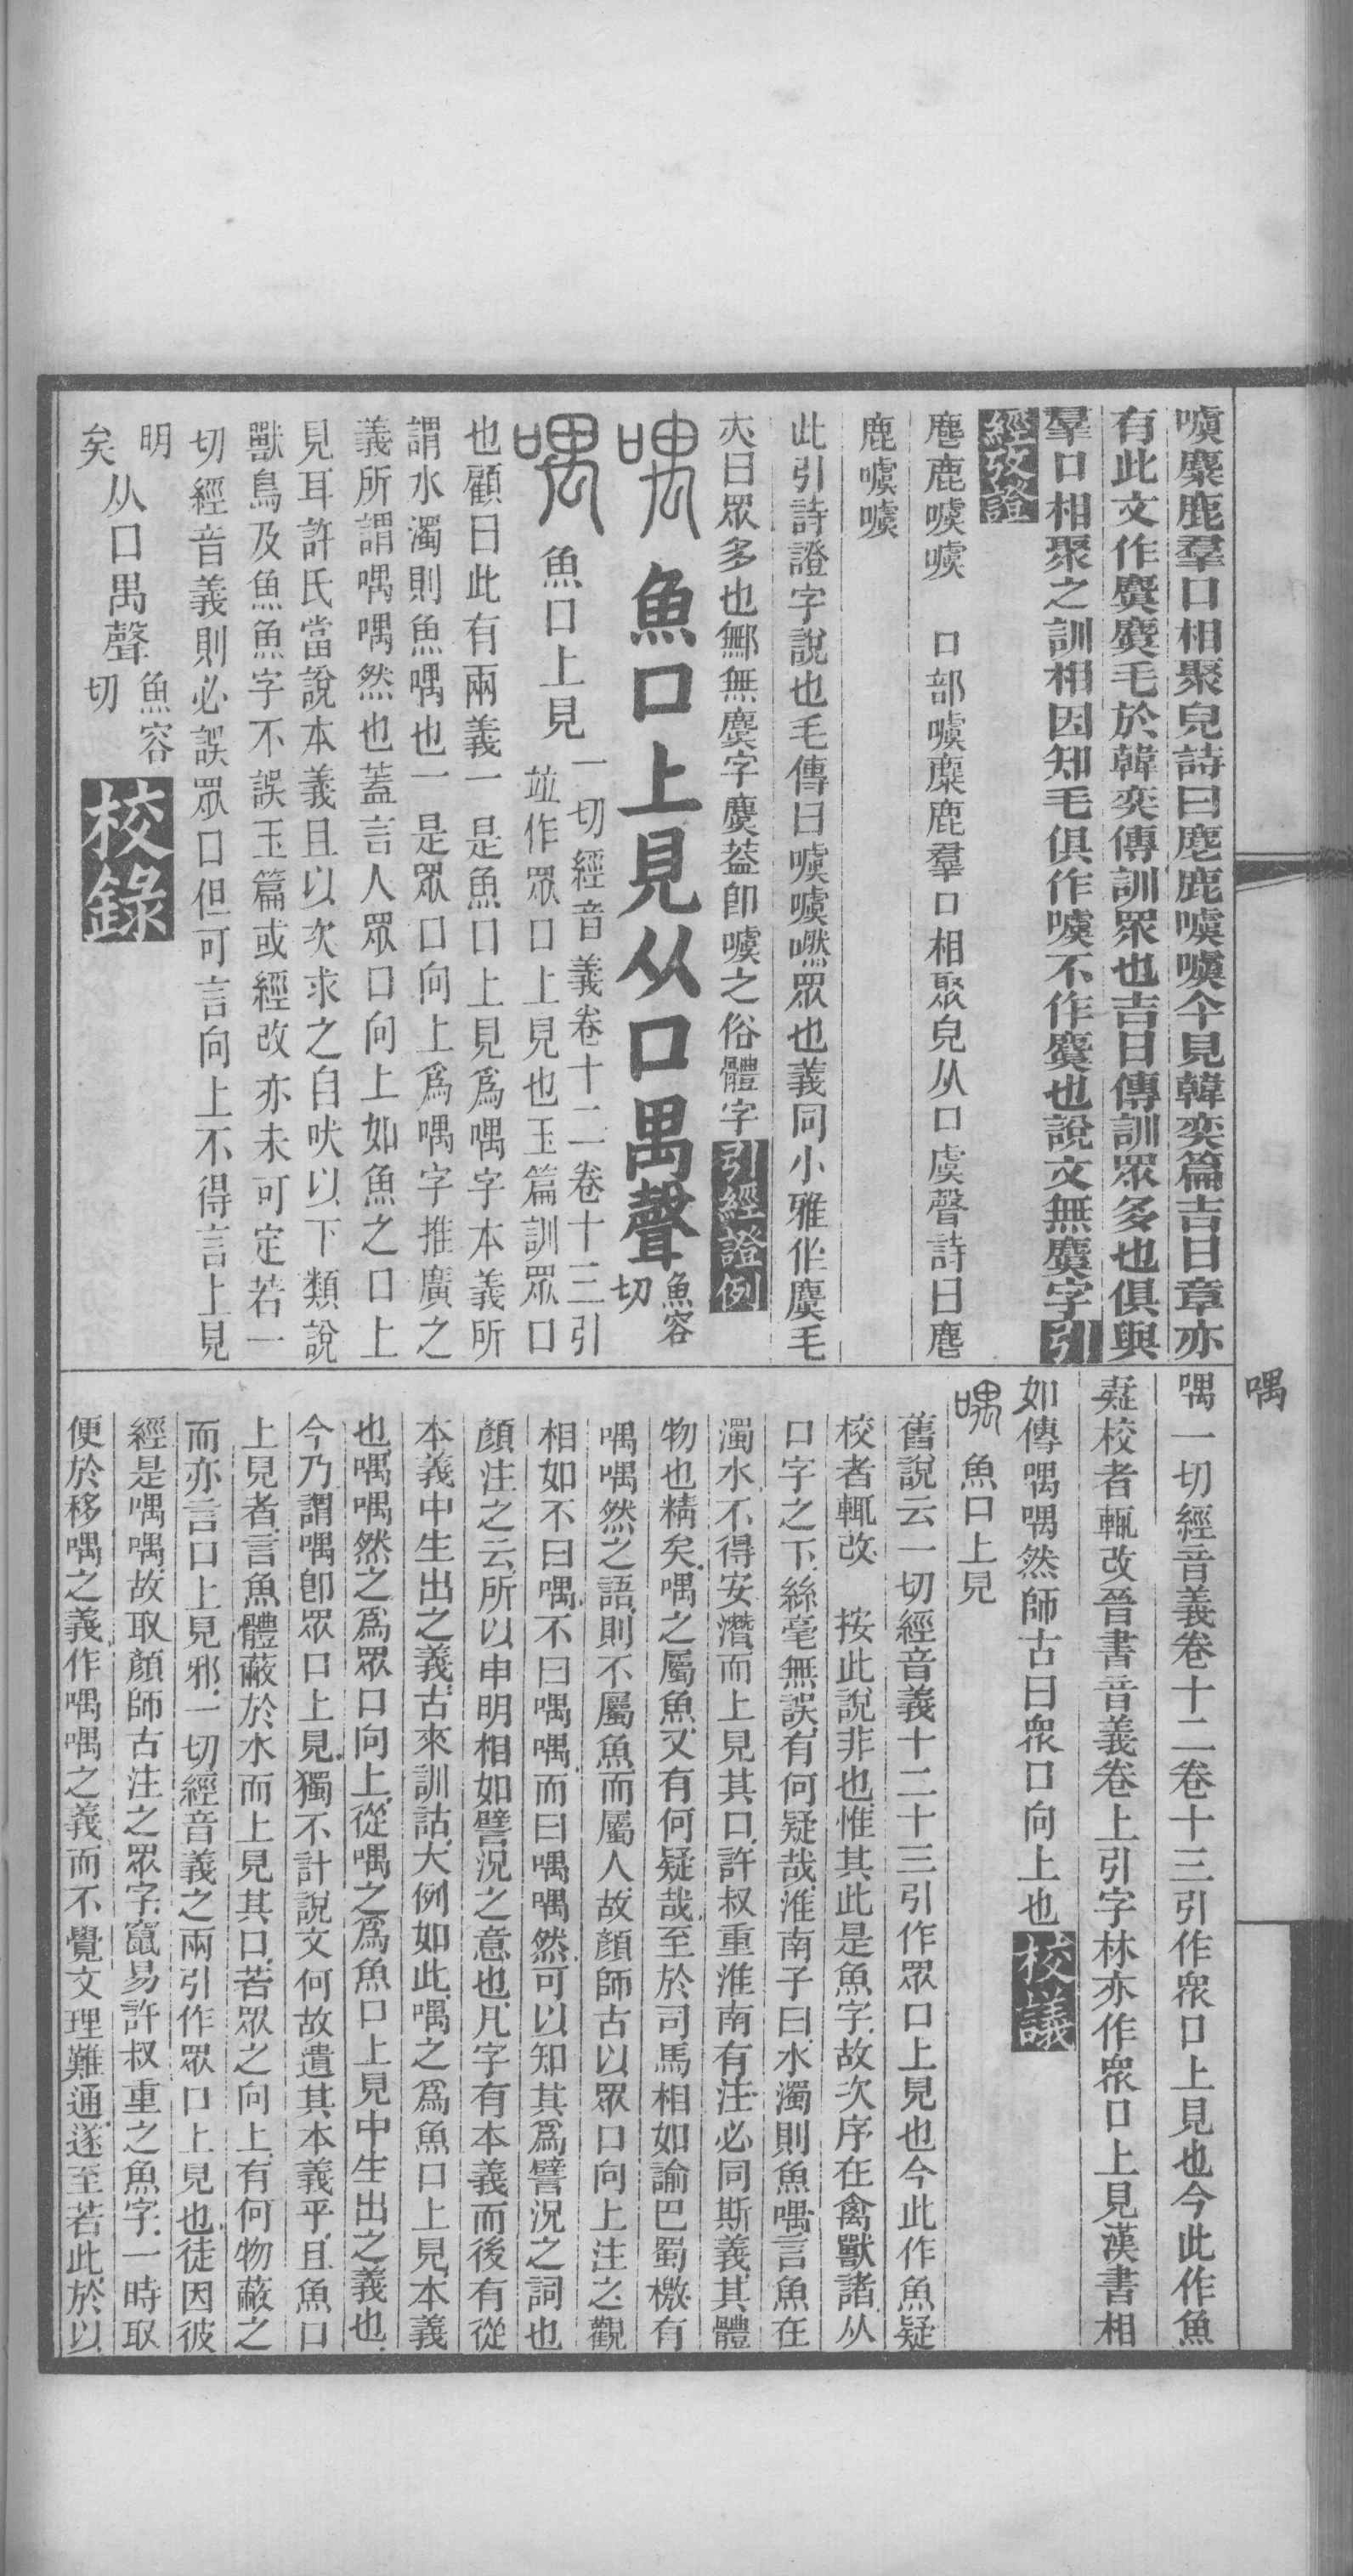 噳麋鹿羣口相聚皃詩曰麀鹿噳噳今見韓奕篇吉日章亦
有此文作麌麌毛於韓奕傳訓眾也吉日傳訓眾多也俱與
羣口相聚之訓相因知毛俱作噳不作麌也說文無麌字引
經攷證
麀鹿噳噳　口部噳麋鹿羣口相聚皃从口虞聲詩曰麀
鹿噳噳
此引詩證字說也毛傳曰噳噳然眾也義同小雅作麌毛
夾曰眾多也鄦無麌字麌葢卽噳之俗體字引經證例
喁魚口上見从口禺聲魚容切
喁魚口上見一切經音義卷十二卷十三引
竝作眾口上見也玉篇訓眾口
也顧曰此有兩義一是魚口上見爲喁字本義所
謂水濁則魚喁也一是眾口向上爲喁字推廣之
義所謂喁喁然也蓋言人眾口向上如魚之口上
見耳許氏當說本義且以次求之自吠以下類說
獸鳥及魚魚字不誤玉篇或經改亦未可定若一
切經音義則必誤眾口但可言向上不得言上見
明矣从口禺聲魚容切校錄
喁
喁一切經音義卷十二卷十三引作眾口上見也今此作魚
疑校者輒改晉書音義卷上引字林亦作眾口上見漢書相
如傳喁喁然師古曰眾口向上也校議
喁魚口上見
舊說云一切經音義十二十三引作眾口上見也今此作魚疑
校者輒改　按此說非也惟其此是魚字故次序在禽獸諸从
口字之下絲毫無誤有何疑哉淮南子曰水濁則魚喁言魚在
濁水不得安潛而上見其口許叔重淮南有注必同斯義其體
物也精矣喁之屬魚又有何疑哉至於司馬相如諭巴蜀檄有
喁喁然之語則不屬魚而屬人故顏師古以眾口向上注之觀
相如不曰喁不曰喁喁而曰喁喁然可以知其爲譬況之詞也
顏注之云所以申明相如譬況之意也凡字有本義而後有從
本義中生出之義古來訓詁大例如此喁之爲魚口上見本義
也喁喁然之爲眾口向上從喁之爲魚口上見中生出之義也
今乃謂喁卽眾口上見獨不計說文何故遺其本義乎且魚口
上見者言魚體蔽於水而上見其口若眾之向上有何物蔽之
而亦言口上見邪一切經音義之兩引作眾口上見也徒因彼
經是喁喁故取顏師古注之眾字竄易許叔重之魚字一時取
便於移喁之義作喁喁之義而不覺文理難通遂至若此於以